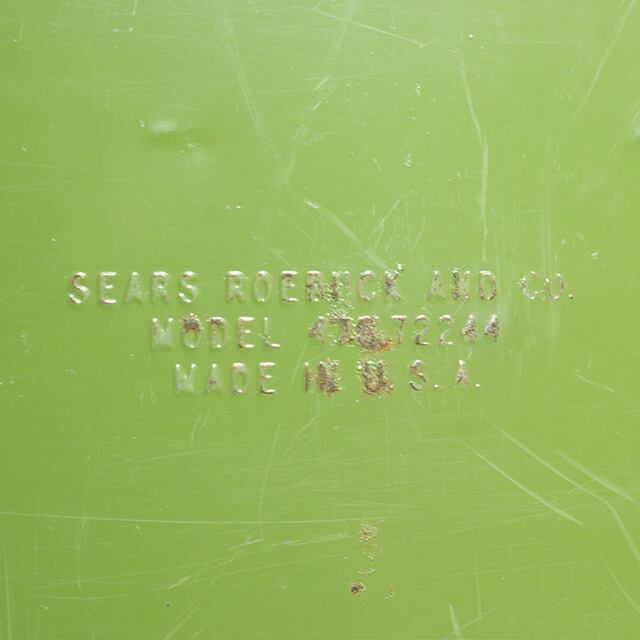 SEARS ROEBUCK AND CO.
MODEL
MADE IN U.S.A.